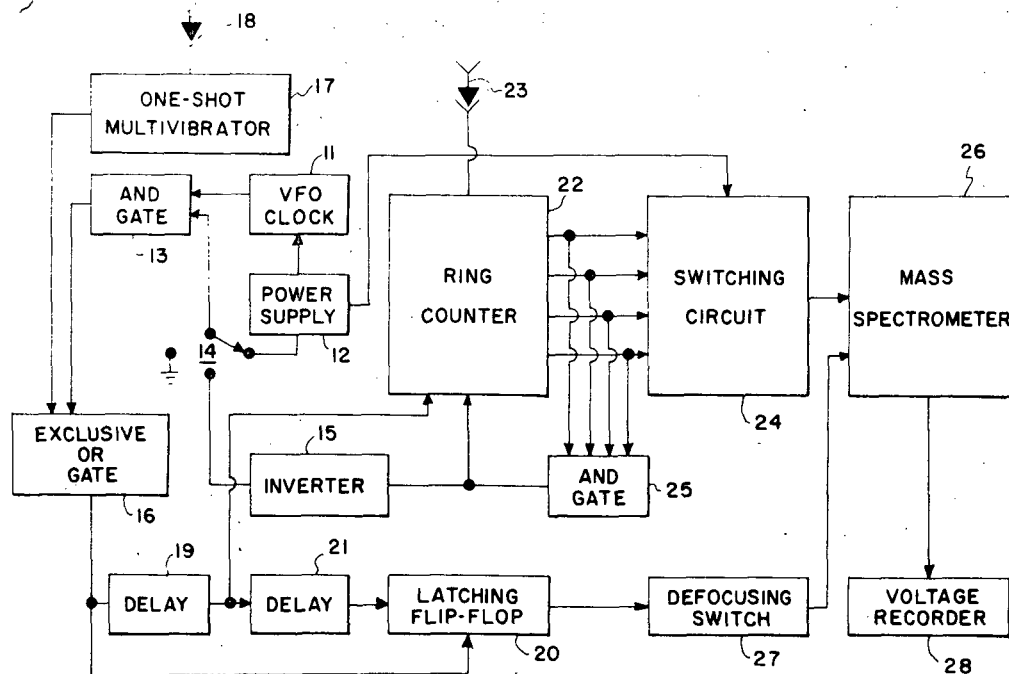 18
ONE-SHOT
MULTIVIBRATOR
17
23
11
26
AND
GATE
13
VFO
CLOCK
22
RING
COUNTER
SWITCHING
CIRCUIT
24
MASS
SPECTROMETER
POWER
SUPPLY
12
14
EXCLUSIVE
OR
GATE
16
15
INVERTER
AND
GATE
25
19
DELAY
21
DELAY
LATCHING
FLIP-FLOP
20
DEFOCUSING
SWITCH
27
VOLTAGE
RECORDER
28